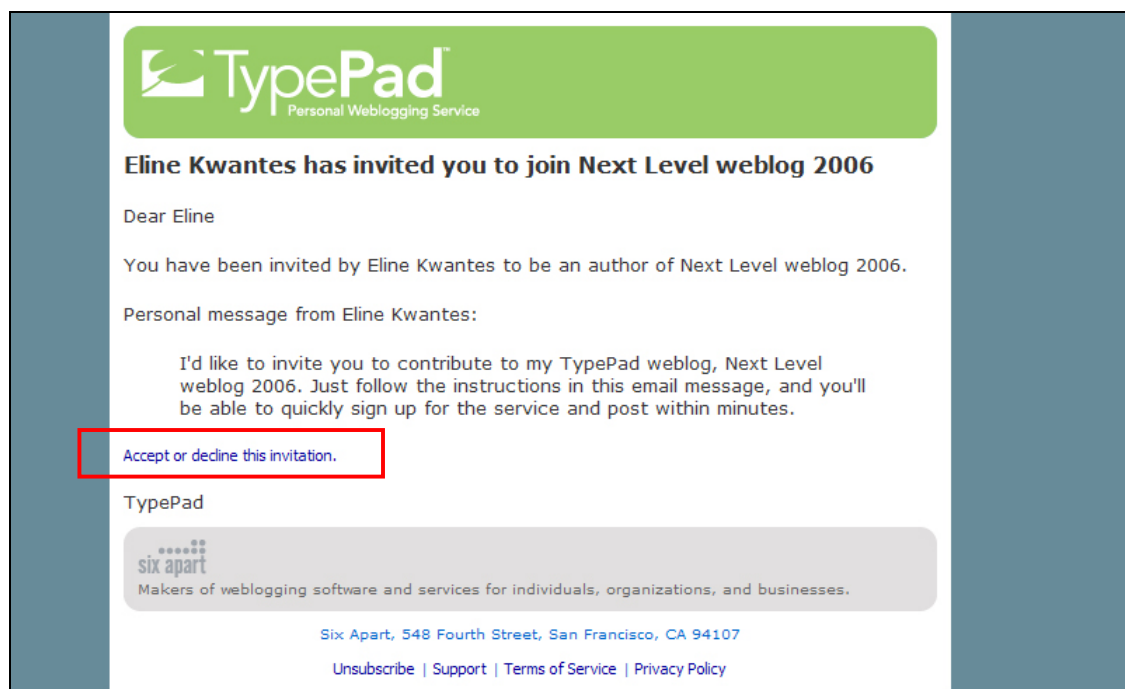 TypePad™
Personal Weblogging Service
Eline Kwantes has invited you to join Next Level weblog 2006
Dear Eline
You have been invited by Eline Kwantes to be an author of Next Level weblog 2006.
Personal message from Eline Kwantes:
I'd like to invite you to contribute to my TypePad weblog, Next Level
weblog 2006. Just follow the instructions in this email message, and you'll
be able to quickly sign up for the service and post within minutes.
Accept or decline this invitation.
TypePad
six apart
Makers of weblogging software and services for individuals, organizations, and businesses.
Six Apart, 548 Fourth Street, San Francisco, CA 94107
Unsubscribe | Support | Terms of Service | Privacy Policy